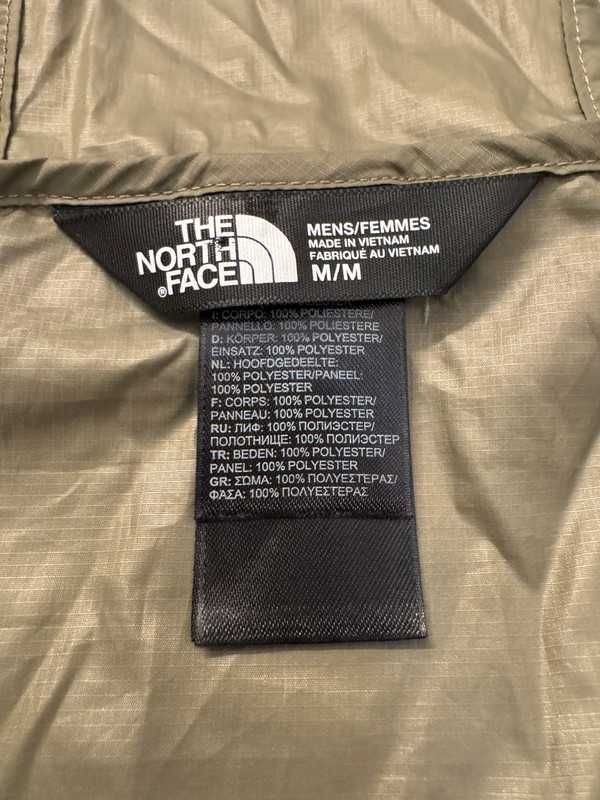 THE
NORTH
FACE®
MENS/FEMMES
MADE IN VIETNAM
FABRIQUÉ AU VIETNAM
M/M
I: CORPO: 100% POLIESTERE/
PANNELLO: 100% POLIESTERE
D: KÖRPER: 100% POLYESTER/
EINSATZ: 100% POLYESTER
NL: HOOFDGEDEELTE:
100% POLYESTER/PANEEL:
100% POLYESTER
F: CORPS: 100% POLYESTER/
PANNEAU: 100% POLYESTER
RU: ЛИФ: 100% ПОЛИЭСТЕР/
ПОЛОТНИЩЕ: 100% ПОЛИЭСТЕР
TR: BEDEN: 100% POLYESTER/
PANEL: 100% POLYESTER
GR: ΣΩΜΑ: 100% ΠΟΛΥΕΣΤΕΡΑΣ/
ΦΑΣΑ: 100% ΠΟΛΥΕΣΤΕΡΑΣ